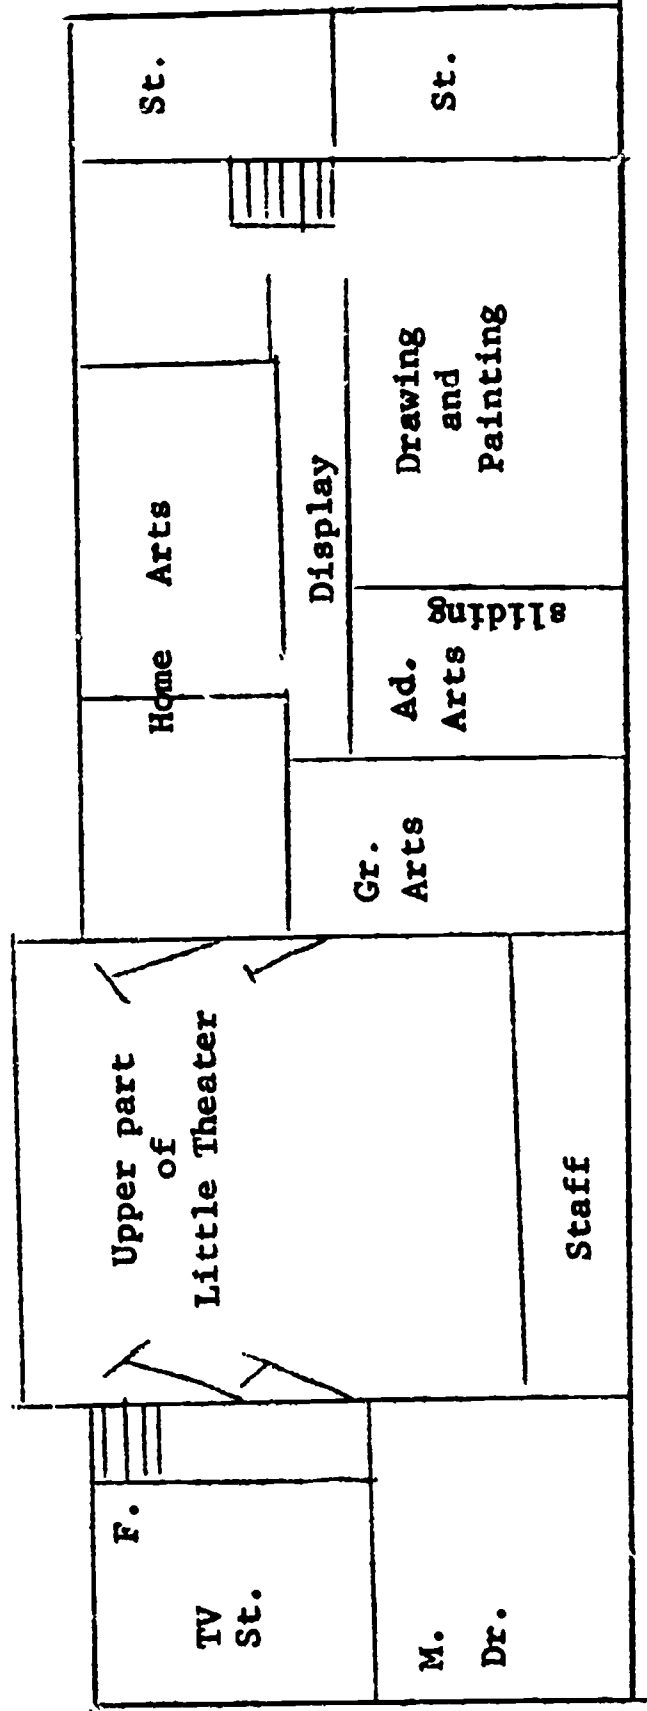 TV
St.
F.
M.
Dr.
Upper part
of
Little Theater
Staff
Home Arts
Gr.
Arts
Ad.
Arts
sliding
Display
Drawing
and
Painting
St.
St.